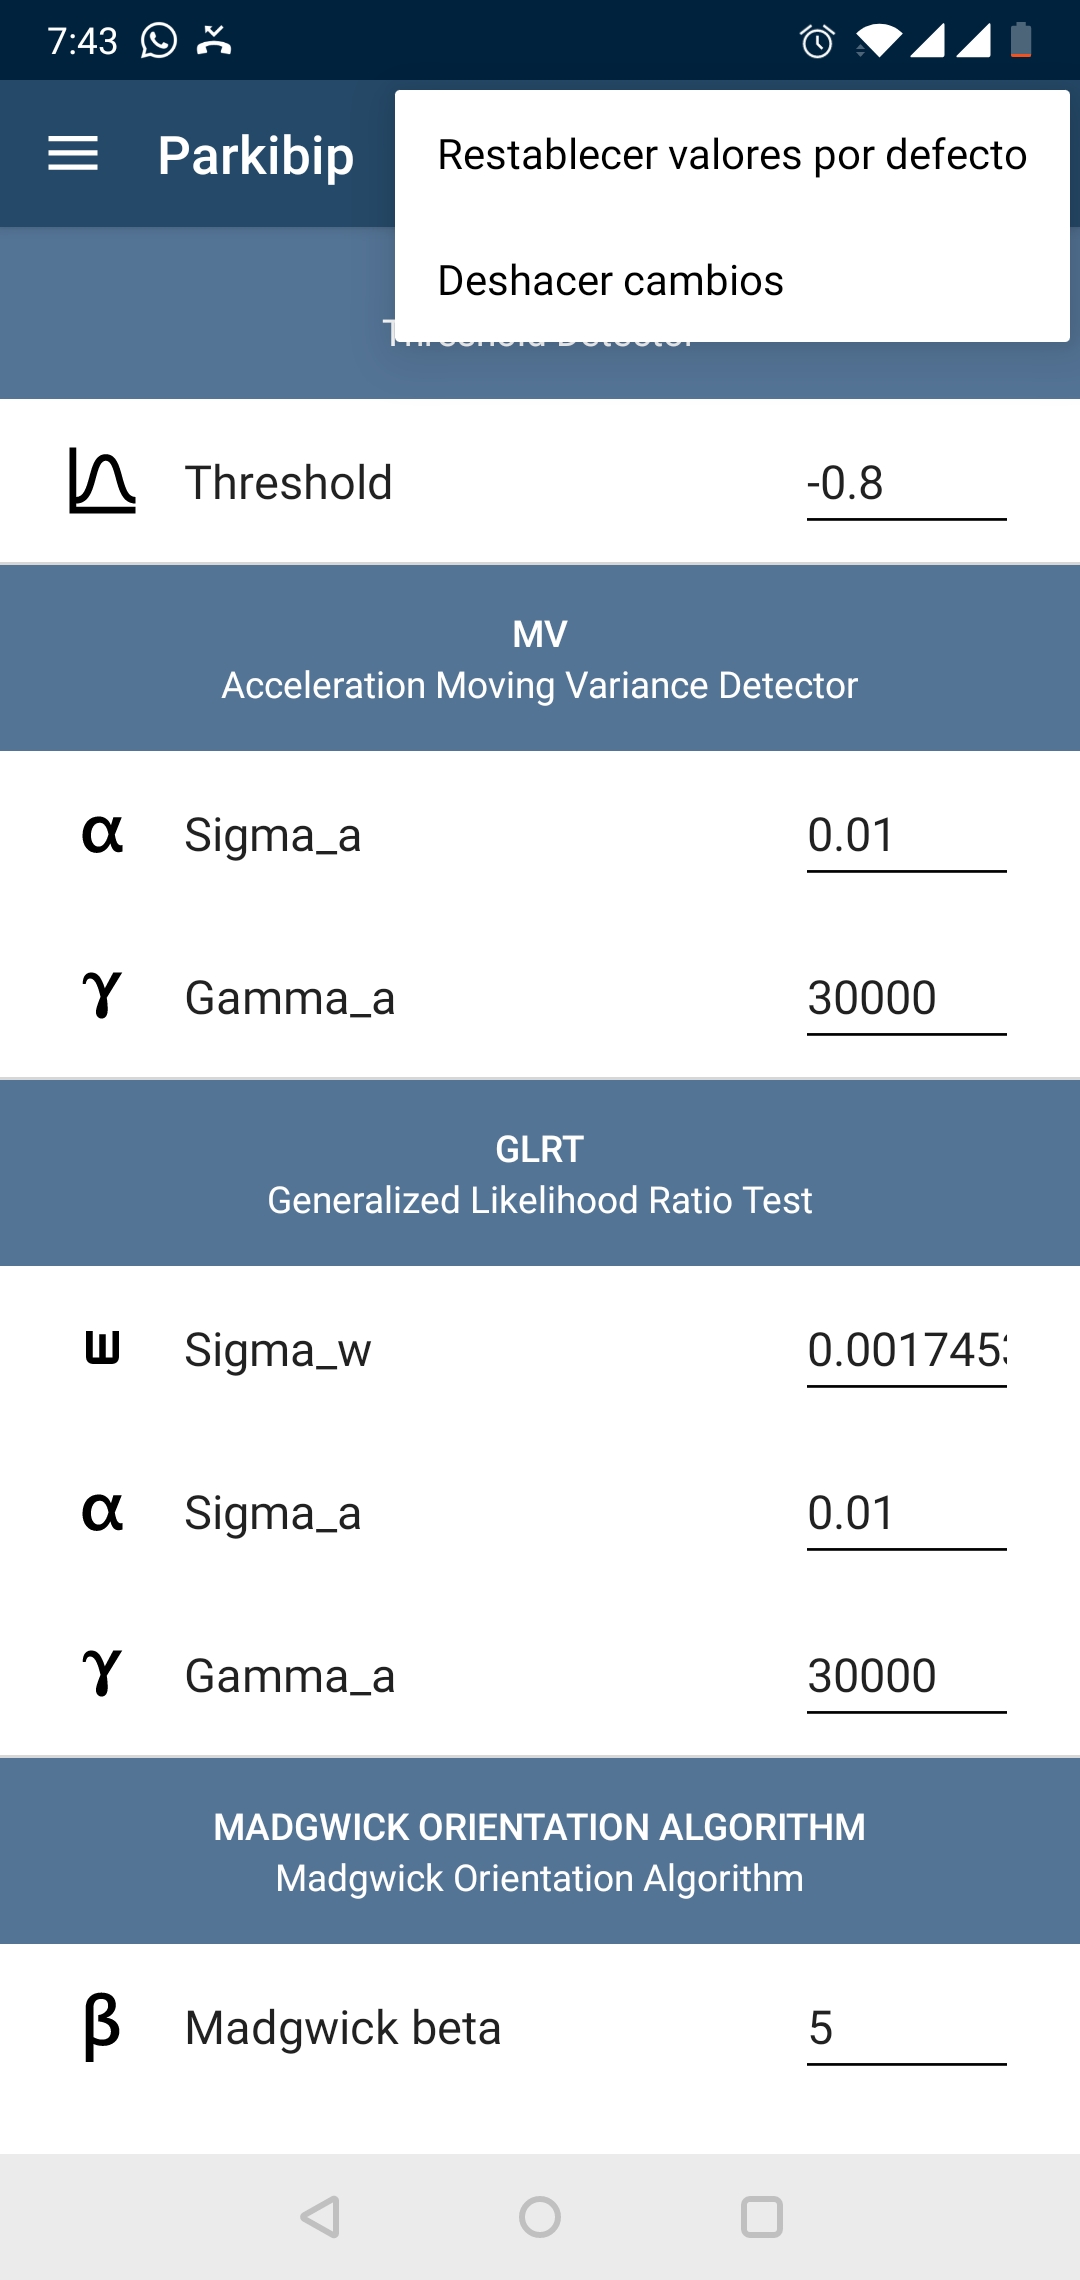 7:43
Parkibip
Restablecer valores por defecto
Deshacer cambios
Threshold Detector
Threshold
-0.8
MV
Acceleration Moving Variance Detector
α Sigma_a
0.01
γ Gamma_a
30000
GLRT
Generalized Likelihood Ratio Test
Sigma_w
0.001745
α Sigma_a
0.01
γ Gamma_a
30000
MADGWICK ORIENTATION ALGORITHM
Madgwick Orientation Algorithm
β Madgwick beta
5